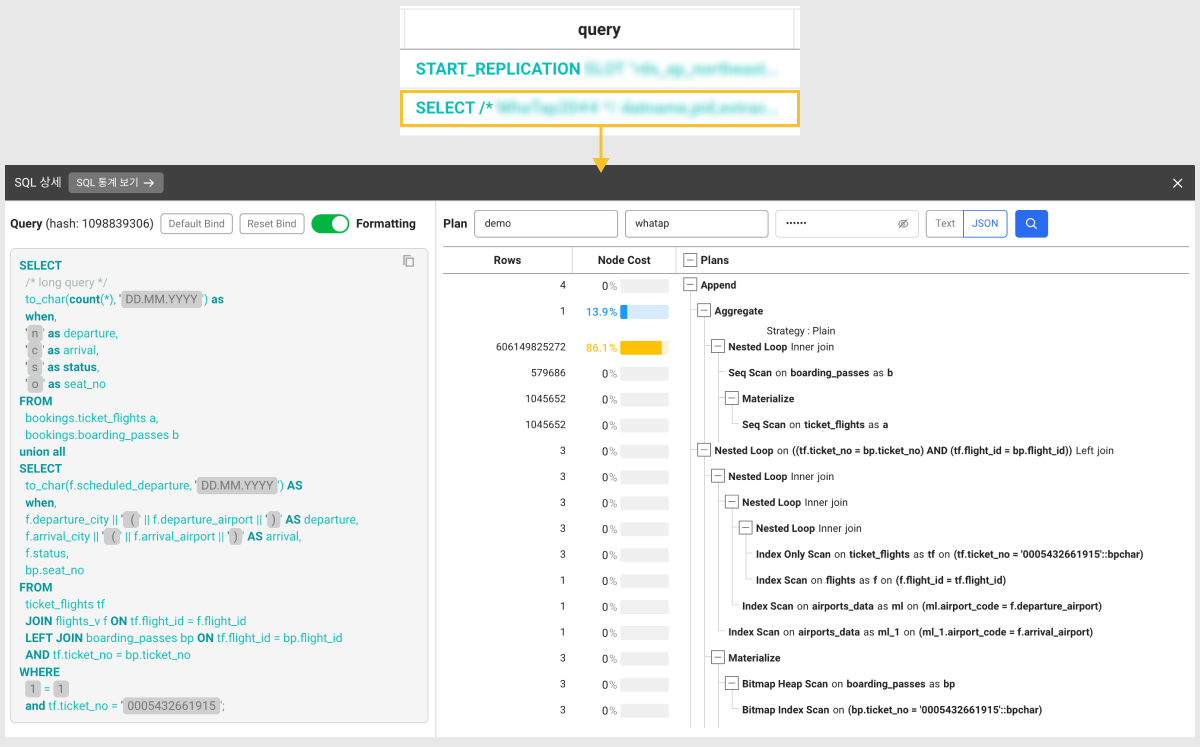 query
START_REPLICATION
SELECT /*
SQL 상세 SQL 통계 보기 →
Query (hash: 1098839306) Default Bind Reset Bind Formatting
SELECT
/* long query */
to_char(count(*), 'DD.MM.YYYY') as
when,
'n' as departure,
'c' as arrival,
's' as status,
'o' as seat_no
FROM
bookings.ticket_flights a,
bookings.boarding_passes b
union all
SELECT
to_char(f.scheduled_departure, 'DD.MM.YYYY') AS
when,
f.departure_city || '(' || f.departure_airport || ')' AS departure,
f.arrival_city || '(' || f.arrival_airport || ')' AS arrival,
f.status,
bp.seat_no
FROM
ticket_flights tf
JOIN flights_v f ON tf.flight_id = f.flight_id
LEFT JOIN boarding_passes bp ON tf.flight_id = bp.flight_id
AND tf.ticket_no = bp.ticket_no
WHERE
1 = 1
and tf.ticket_no = '0005432661915';
Plan demo whatap •••••• Text JSON
Rows Node Cost Plans
4 0% Append
1 13.9% Aggregate
Strategy : Plain
606149825272 86.1% Nested Loop Inner join
579686 0% Seq Scan on boarding_passes as b
1045652 0% Materialize
1045652 0% Seq Scan on ticket_flights as a
3 0% Nested Loop on ((tf.ticket_no = bp.ticket_no) AND (tf.flight_id = bp.flight_id)) Left join
3 0% Nested Loop Inner join
3 0% Nested Loop Inner join
3 0% Nested Loop Inner join
3 0% Index Only Scan on ticket_flights as tf on (tf.ticket_no = '0005432661915'::bpchar)
1 0% Index Scan on flights as f on (f.flight_id = tf.flight_id)
1 0% Index Scan on airports_data as ml on (ml.airport_code = f.departure_airport)
1 0% Index Scan on airports_data as ml_1 on (ml_1.airport_code = f.arrival_airport)
3 0% Materialize
3 0% Bitmap Heap Scan on boarding_passes as bp
3 0% Bitmap Index Scan on (bp.ticket_no = '0005432661915'::bpchar)